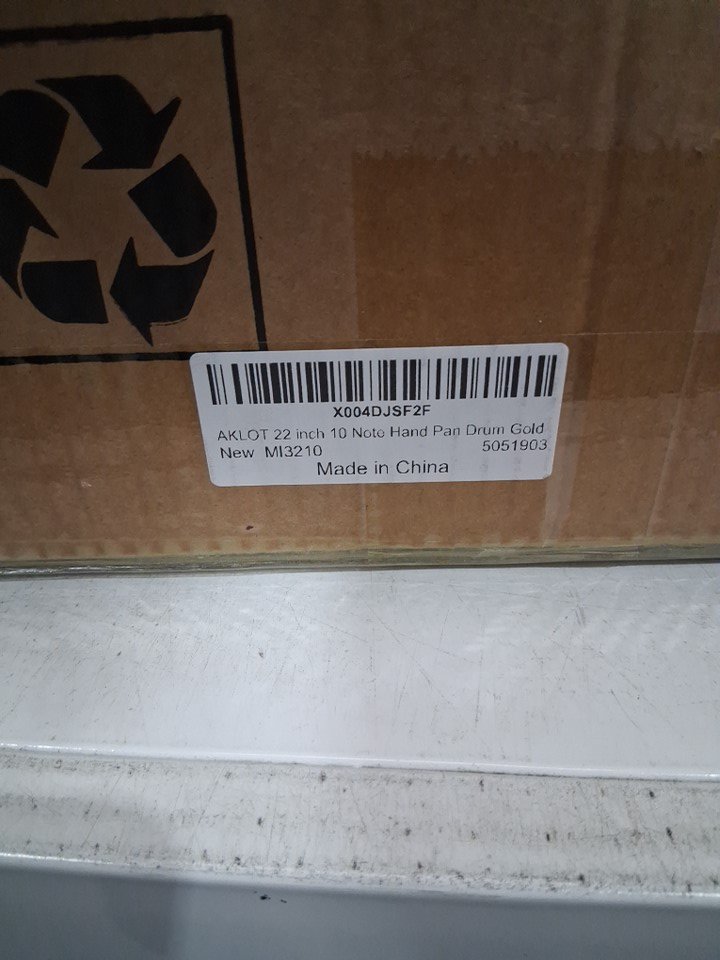 X004DJSF2F
AKLOT 22 inch 10 Note Hand Pan Drum Gold
New MI3210 5051903
Made in China